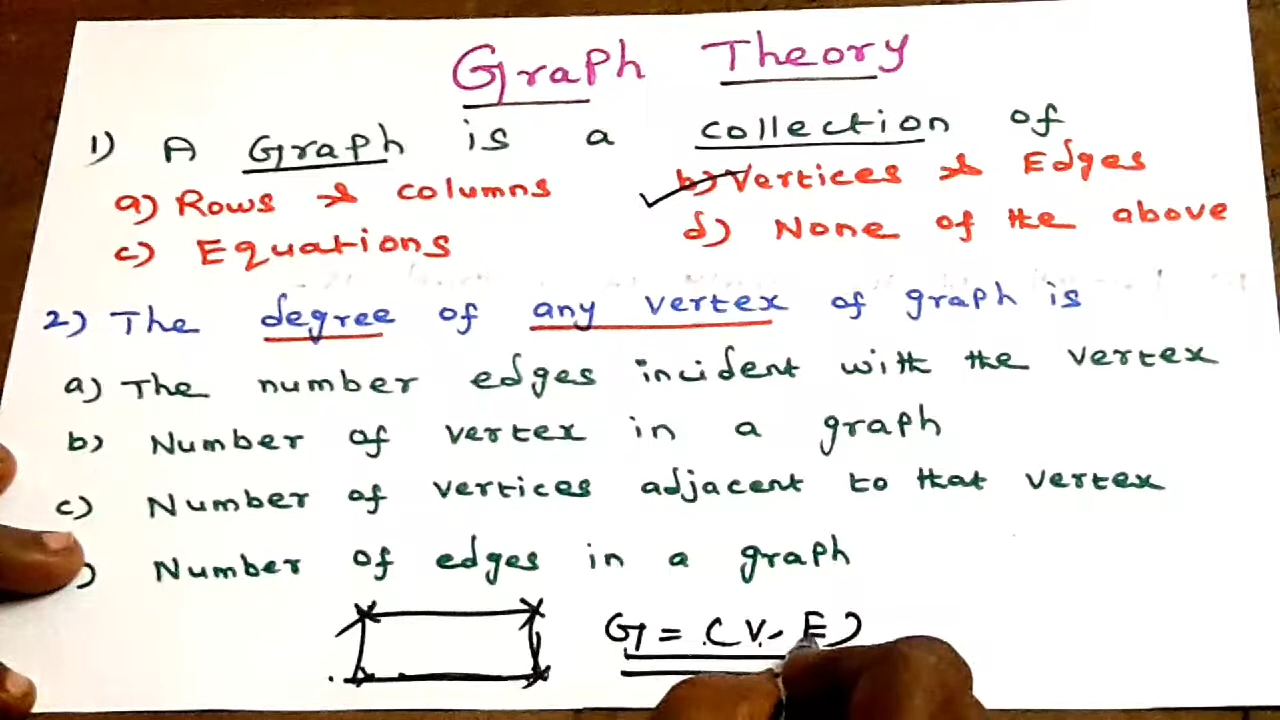 Graph Theory
1) A Graph is a collection of
a) Rows & columns b) Vertices & Edges
c) Equations d) None of the above
2) The degree of any vertex of graph is
a) The number edges incident with the vertex
b) Number of vertex in a graph
c) Number of vertices adjacent to that vertex
) Number of edges in a graph
G = (V, E)